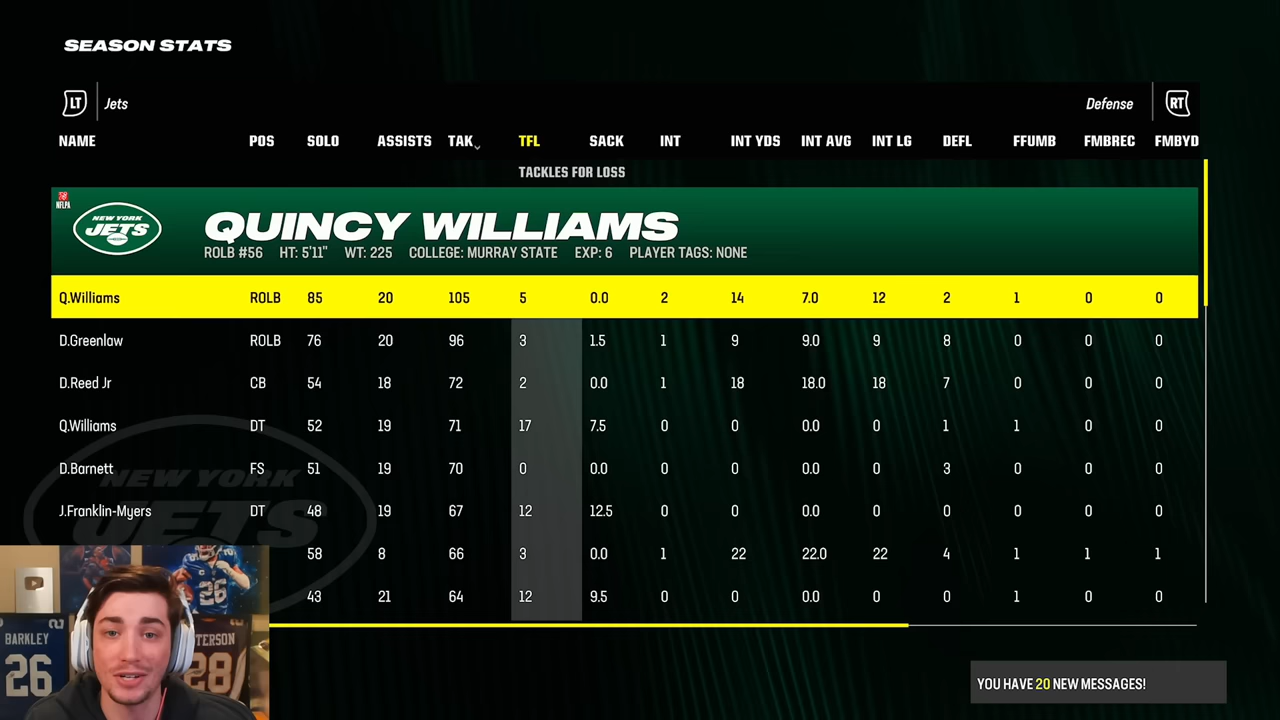 SEASON STATS
LT Jets Defense RT
NAME POS SOLO ASSISTS TAK TFL SACK INT INT YDS INT AVG INT LG DEFL FFUMB FMBREC FMBYD
TACKLES FOR LOSS
NFLPA
NEW YORK
JETS
QUINCY WILLIAMS
ROLB #56 HT: 5'11" WT: 225 COLLEGE: MURRAY STATE EXP: 6 PLAYER TAGS: NONE
Q.Williams ROLB 85 20 105 5 0.0 2 14 7.0 12 2 1 0 0
D.Greenlaw ROLB 76 20 96 3 1.5 1 9 9.0 9 8 0 0 0
D.Reed Jr CB 54 18 72 2 0.0 1 18 18.0 18 7 0 0 0
Q.Williams DT 52 19 71 17 7.5 0 0 0.0 0 1 1 0 0
D.Barnett FS 51 19 70 0 0.0 0 0 0.0 0 3 0 0 0
J.Franklin-Myers DT 48 19 67 12 12.5 0 0 0.0 0 0 0 0 0
58 8 66 3 0.0 1 22 22.0 22 4 1 1 1
43 21 64 12 9.5 0 0 0.0 0 0 1 0 0
NEW YORK
JETS
26
BARKLEY
26
TERSON
28
YOU HAVE 20 NEW MESSAGES!